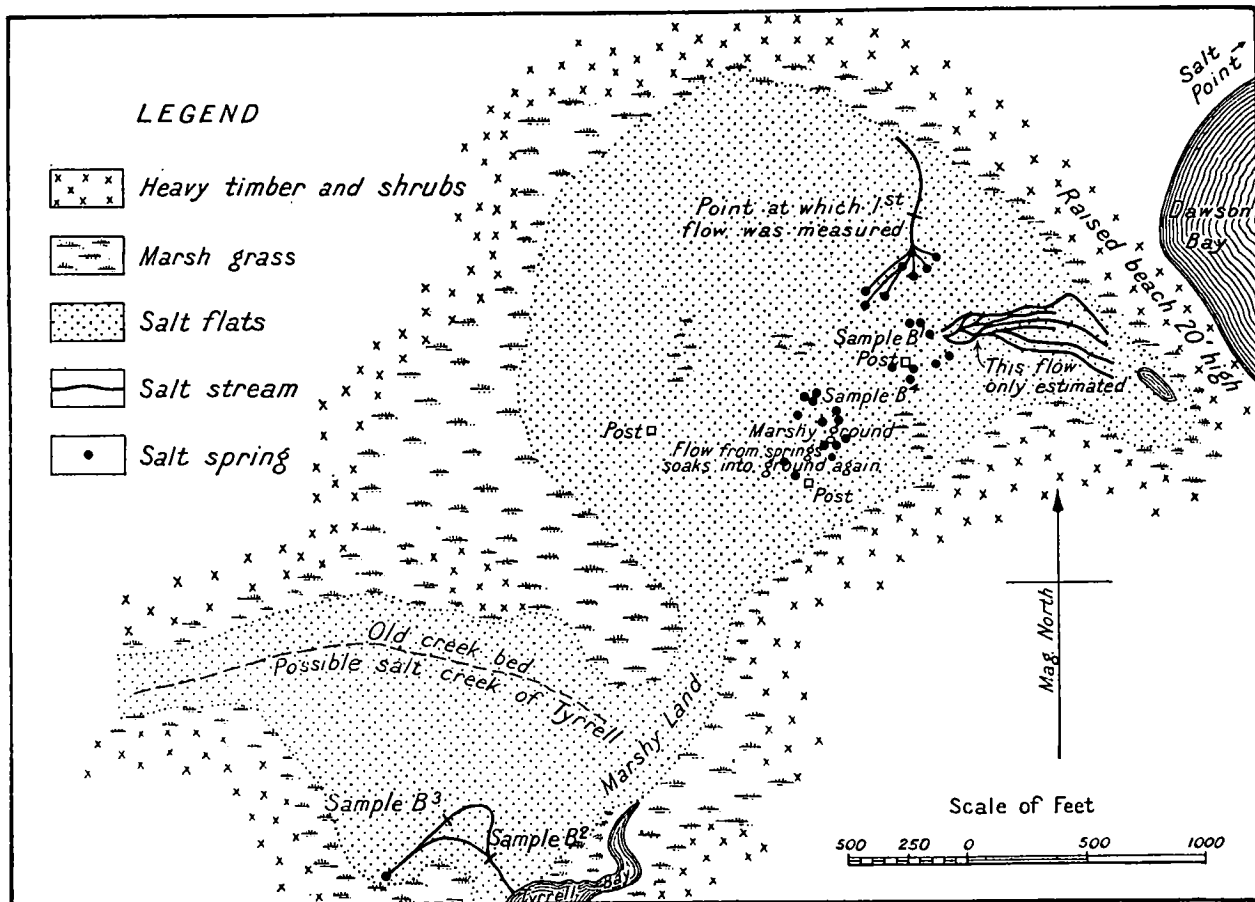 LEGEND
Heavy timber and shrubs
Marsh grass
Salt flats
Salt stream
Salt spring
Salt
Point
Dawson
Bay
Raised beach 20' high
Point at which 1st
flow was measured
Sample B1
Post
This flow
only estimated
Sample B4
Marshy ground
Flow from springs
soaks into ground again
Post
Post
Old creek bed
Possible salt creek of Tyrrell
Marshy Land
Sample B3
Sample B2
Tyrrell Bay
Mag. North
Scale of Feet
500 250 0 500 1000